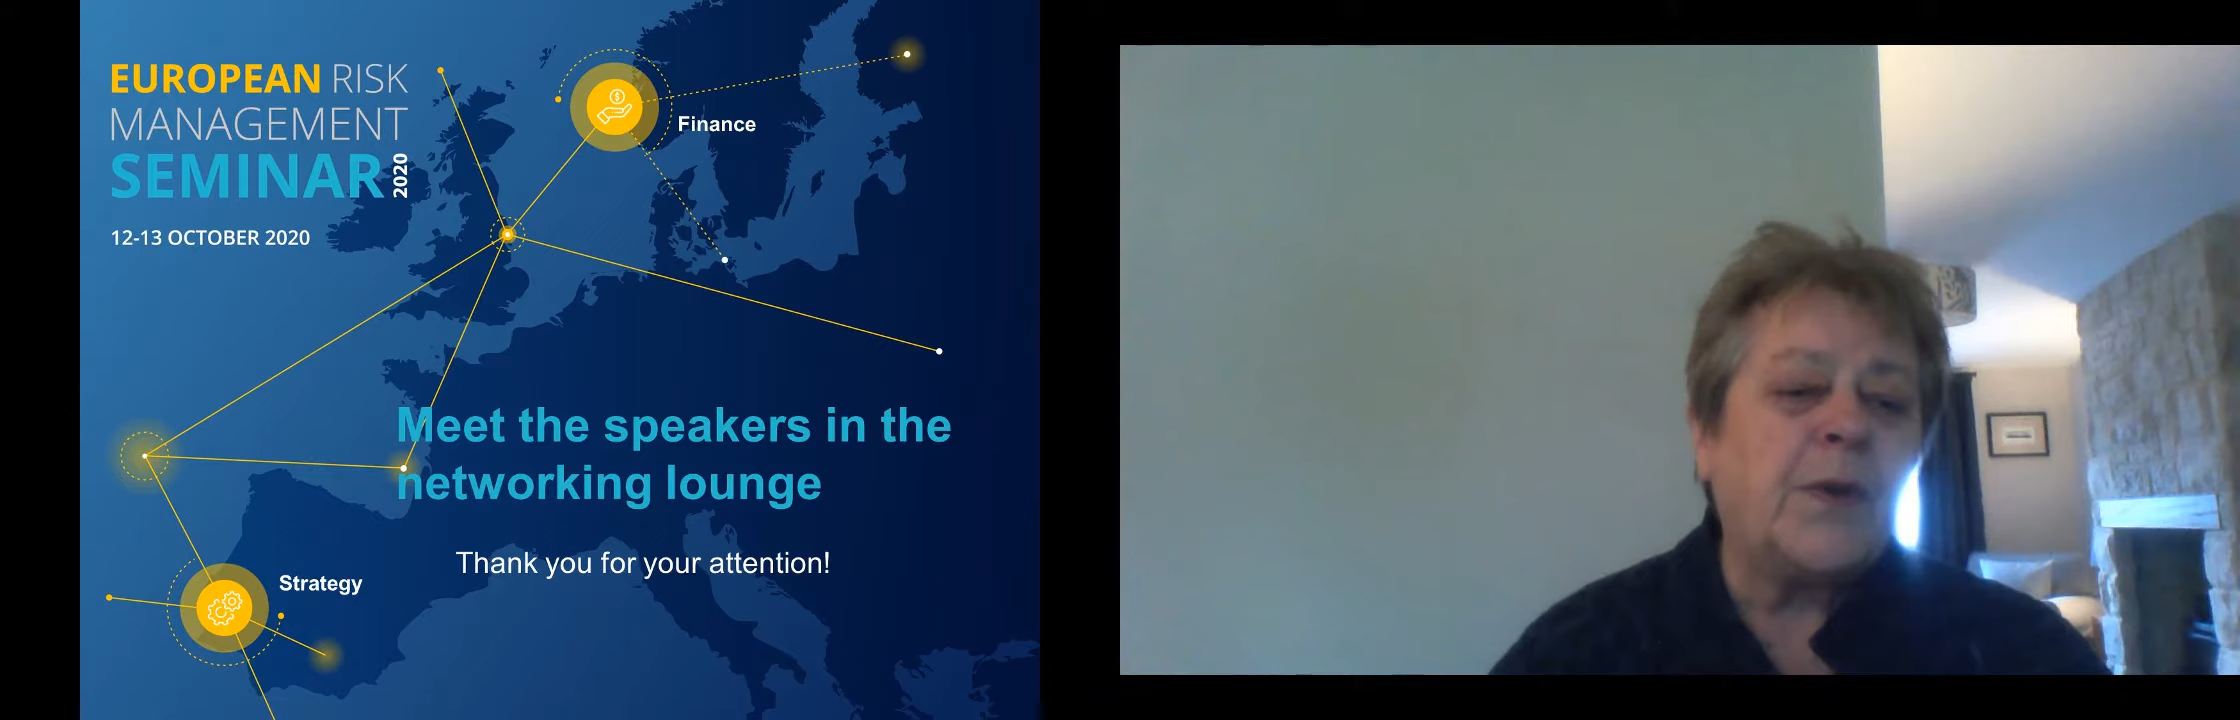 EUROPEAN RISK
MANAGEMENT
SEMINAR 2020
12-13 OCTOBER 2020
Finance
Meet the speakers in the
networking lounge
Thank you for your attention!
Strategy